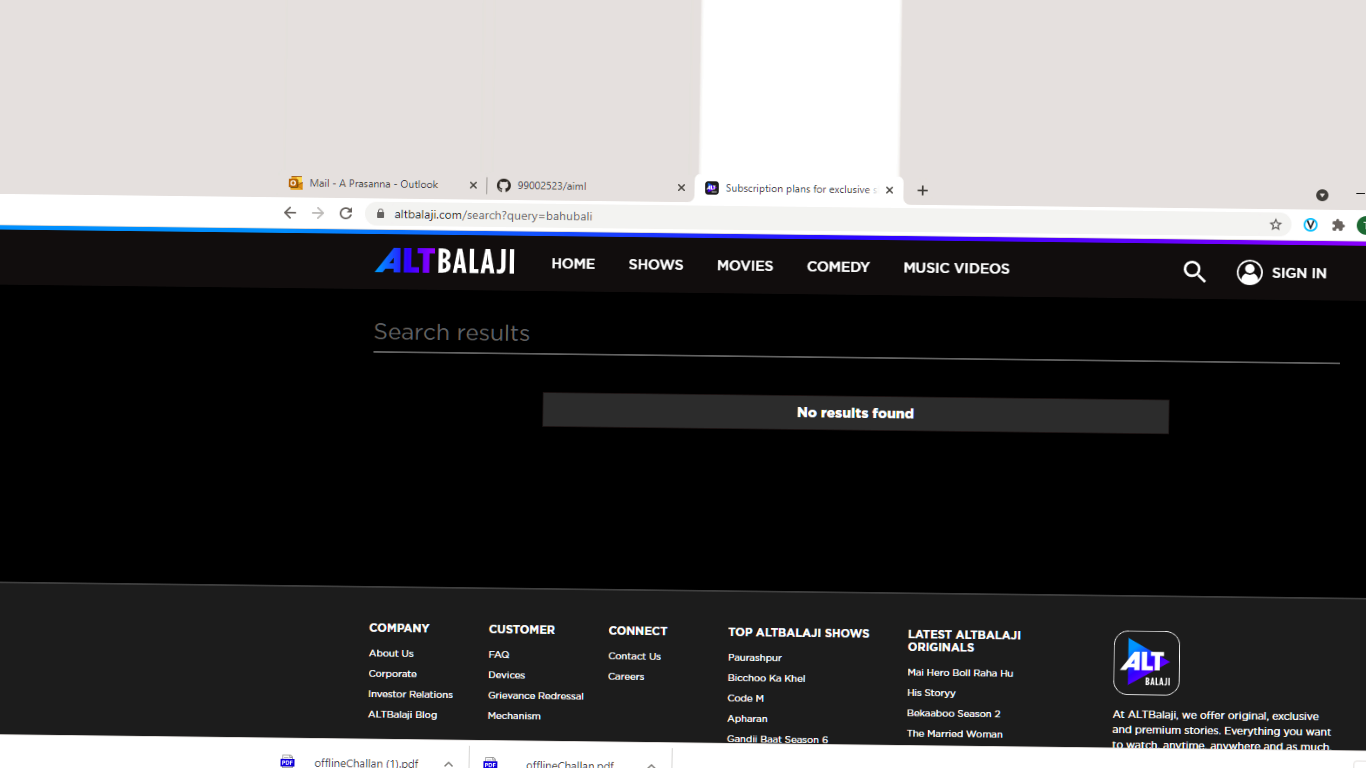 Mail - A Prasanna - Outlook
99002523/aiml
Subscription plans for exclusive s
altbalaji.com/search?query=bahubali
ALTBALAJI
HOME
SHOWS
MOVIES
COMEDY
MUSIC VIDEOS
SIGN IN
Search results
No results found
COMPANY
About Us
Corporate
Investor Relations
ALTBalaji Blog
CUSTOMER
FAQ
Devices
Grievance Redressal
Mechanism
CONNECT
Contact Us
Careers
TOP ALTBALAJI SHOWS
Paurashpur
Bicchoo Ka Khel
Code M
Apharan
Gandii Baat Season 6
LATEST ALTBALAJI
ORIGINALS
Mai Hero Boll Raha Hu
His Storyy
Bekaaboo Season 2
The Married Woman
ALT
BALAJI
At ALTBalaji, we offer original, exclusive
and premium stories. Everything you want
to watch, anytime, anywhere and as much
PDF
offlineChallan (1).pdf
PDF
offlineChallan.pdf